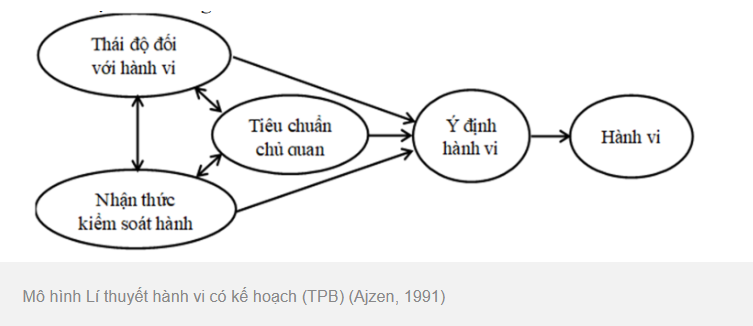 Thái độ đối
với hành vi
Tiêu chuẩn
chủ quan
Ý định
hành vi
Hành vi
Nhận thức
kiểm soát hành
Mô hình Lí thuyết hành vi có kế hoạch (TPB) (Ajzen, 1991)